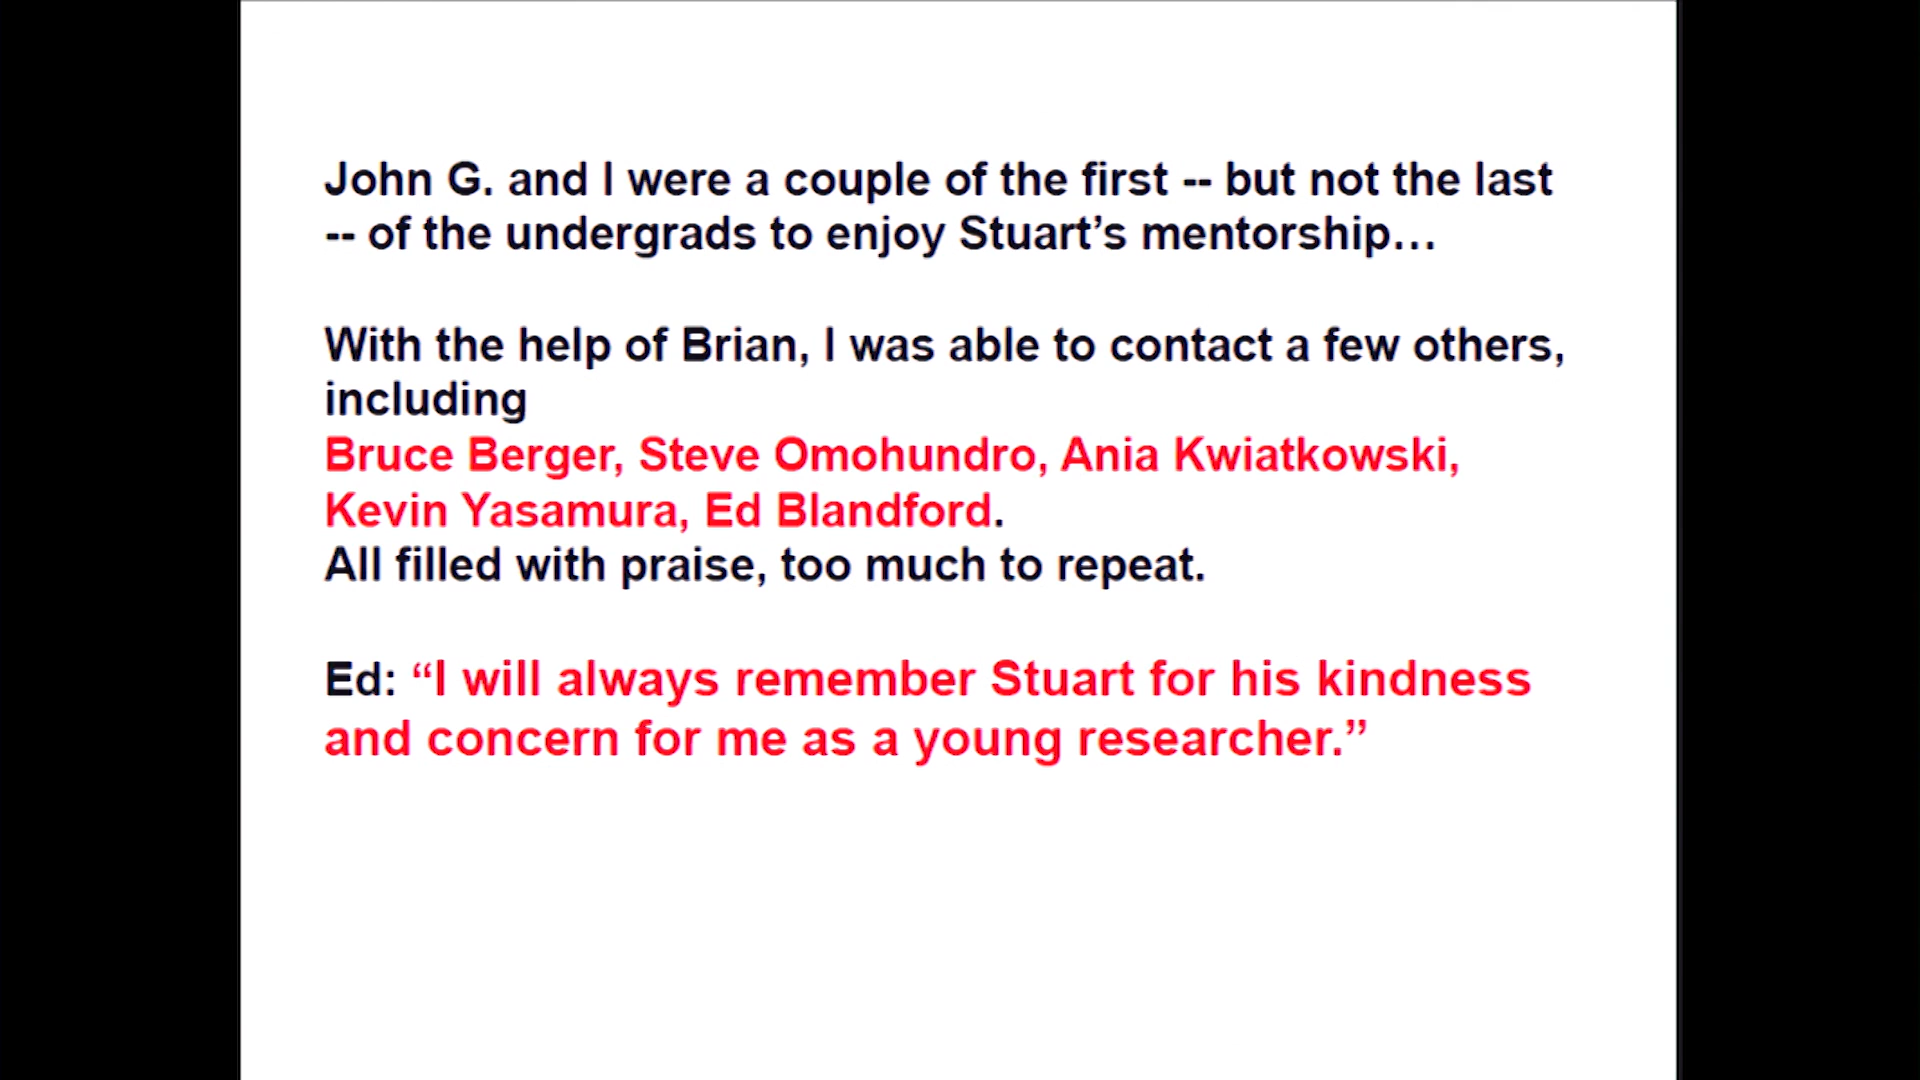 John G. and I were a couple of the first -- but not the last
-- of the undergrads to enjoy Stuart’s mentorship…
With the help of Brian, I was able to contact a few others,
including
Bruce Berger, Steve Omohundro, Ania Kwiatkowski,
Kevin Yasamura, Ed Blandford.
All filled with praise, too much to repeat.
Ed: “I will always remember Stuart for his kindness
and concern for me as a young researcher.”